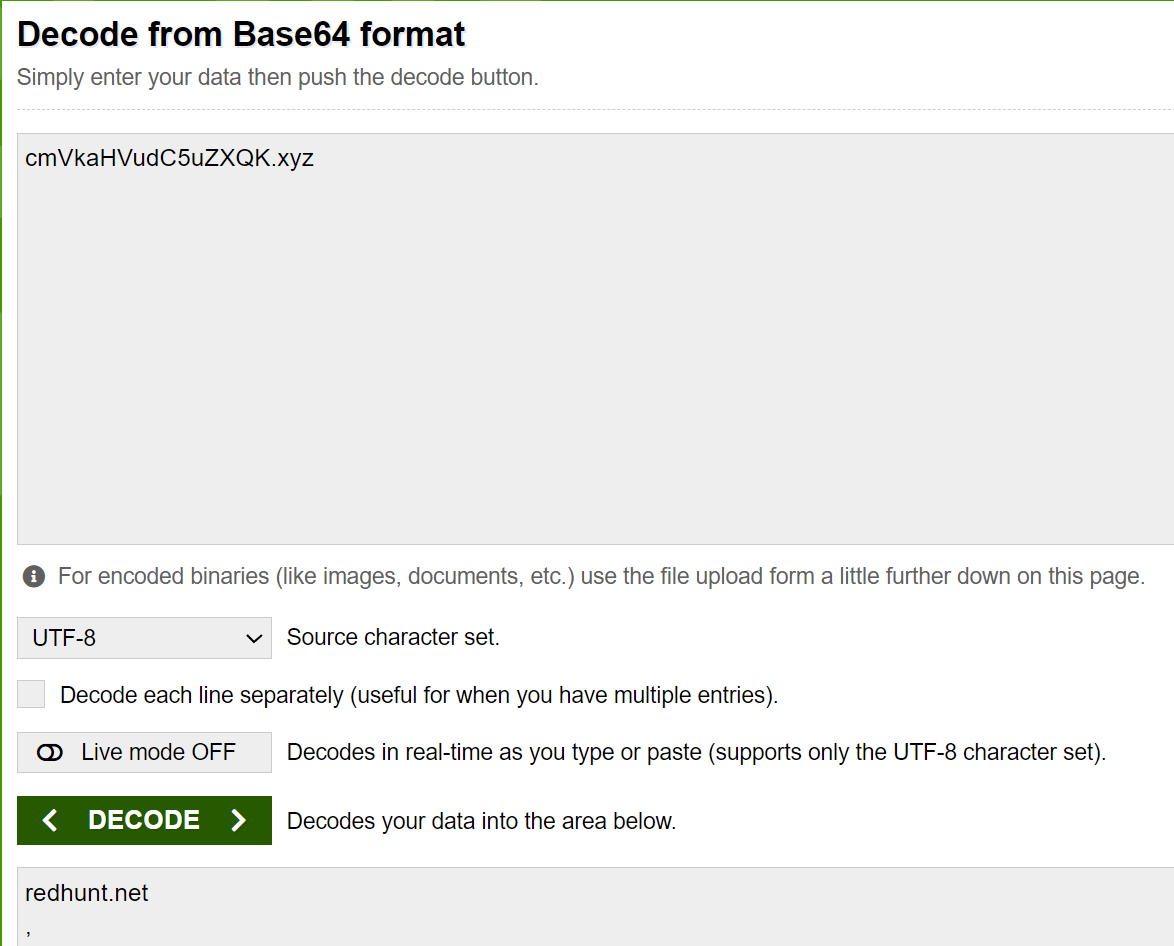 Decode from Base64 format
Simply enter your data then push the decode button.
cmVkaHVudC5uZXQK.xyz
For encoded binaries (like images, documents, etc.) use the file upload form a little further down on this page.
UTF-8 Source character set.
Decode each line separately (useful for when you have multiple entries).
Live mode OFF Decodes in real-time as you type or paste (supports only the UTF-8 character set).
DECODE Decodes your data into the area below.
redhunt.net
,